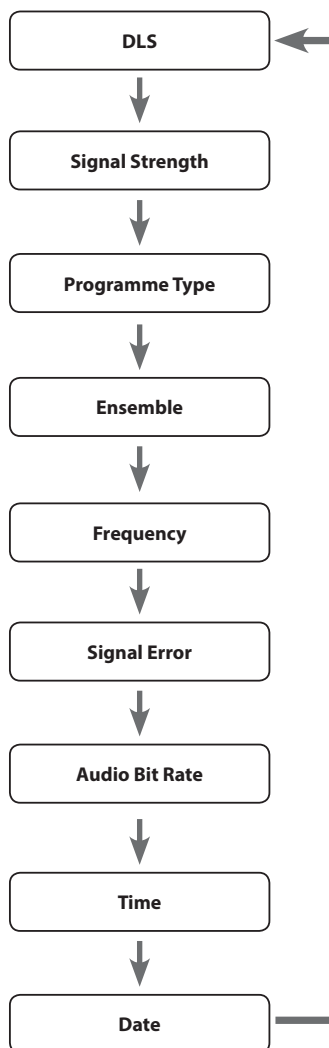 DLS
Signal Strength
Programme Type
Ensemble
Frequency
Signal Error
Audio Bit Rate
Time
Date